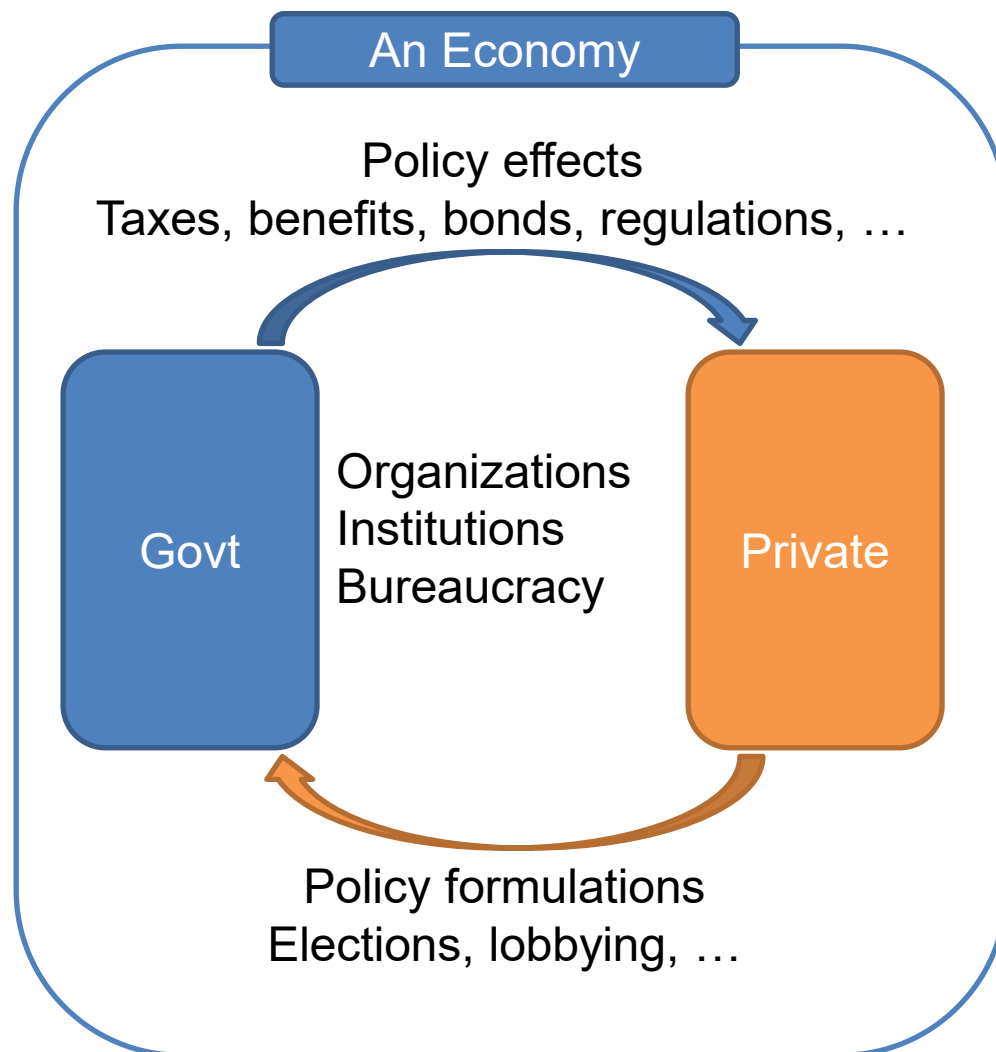 An Economy
Policy effects
Taxes, benefits, bonds, regulations, …
Govt
Organizations
Institutions
Bureaucracy
Private
Policy formulations
Elections, lobbying, …